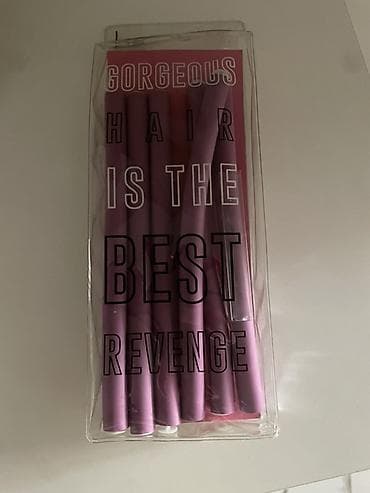 GORGEOUS
HAIR
IS THE
BEST
REVENGE